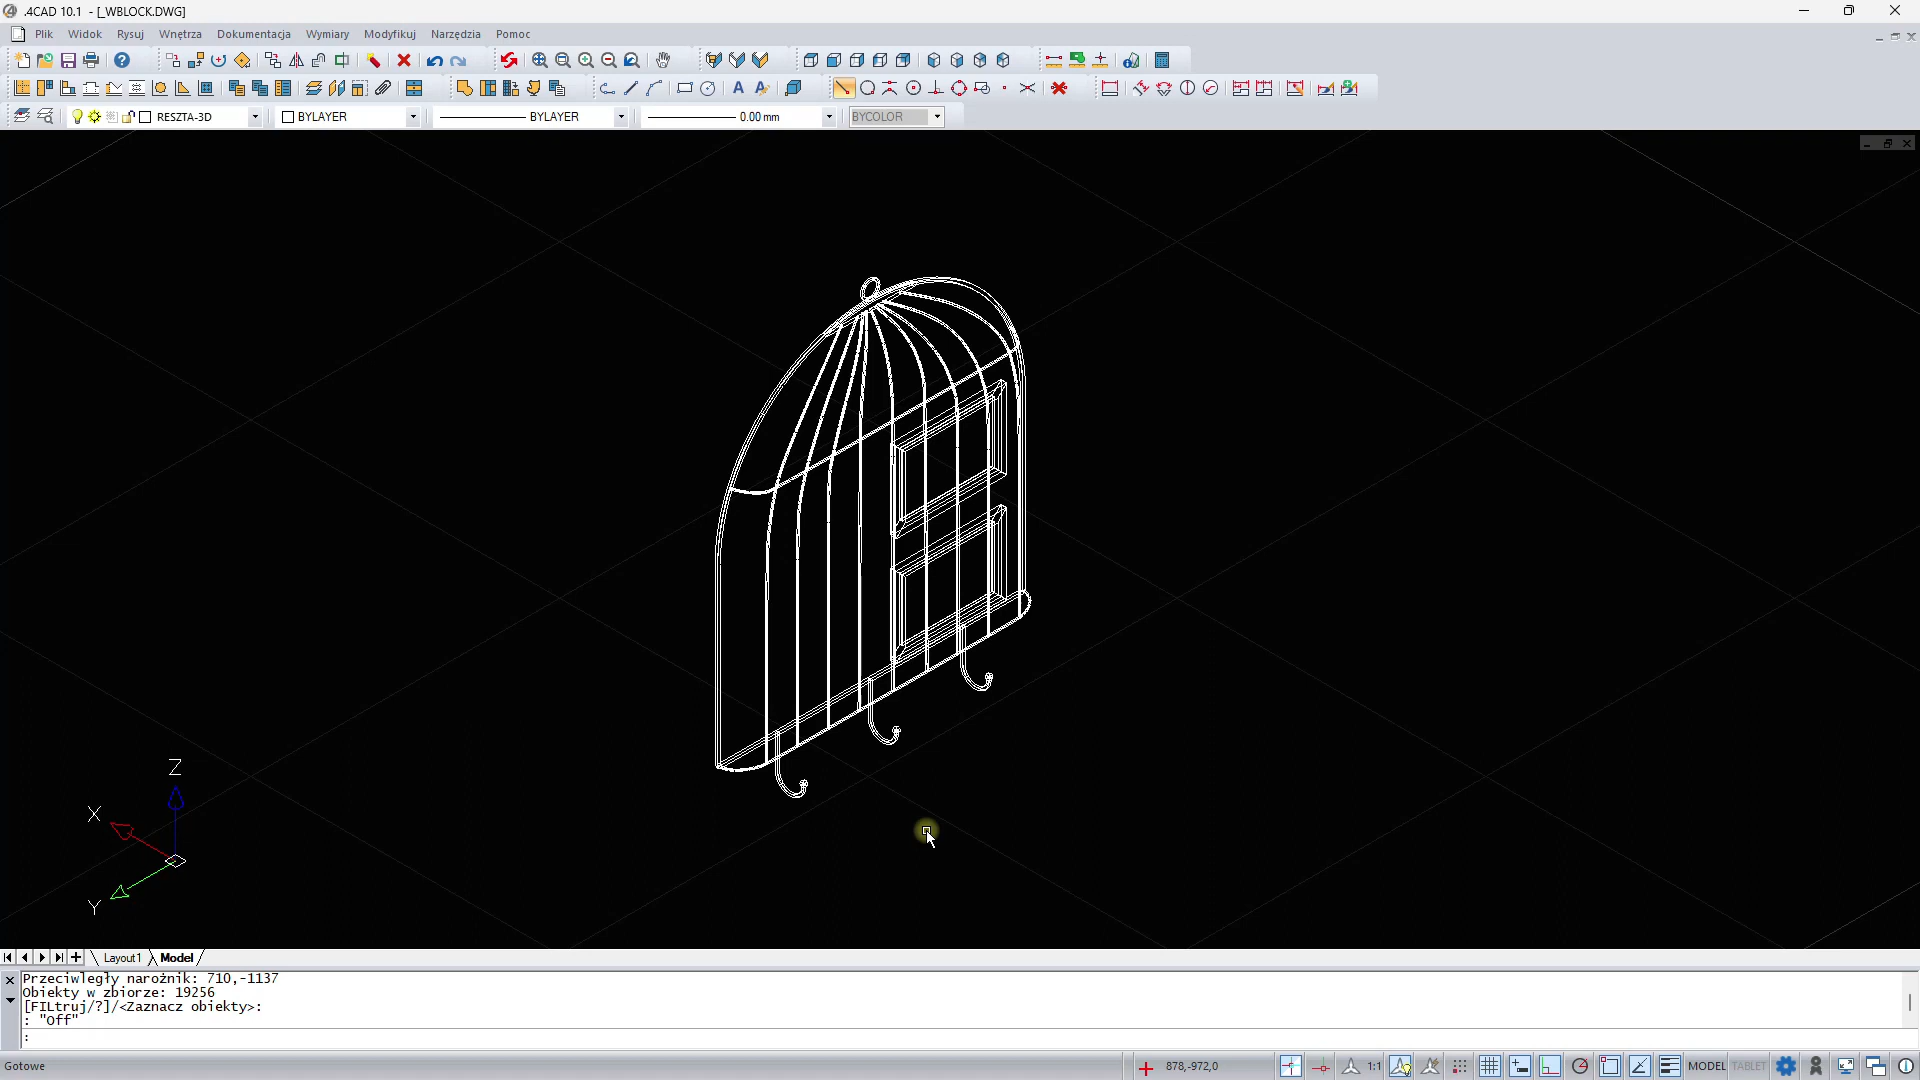 .4CAD 10.1 - [_WBLOCK.DWG]
Plik Widok Rysuj Wnętrza Dokumentacja Wymiary Modyfikuj Narzędzia Pomoc
RESZTA-3D BYLAYER BYLAYER 0.00 mm BYCOLOR
Z
X
Y
Layout1 Model
Przeciwległy narożnik: 710,-1137
Obiekty w zbiorze: 19256
[FILtruj/?]/<Zaznacz obiekty>:
: "Off"
:
Gotowe 878,-972,0 1:1 MODEL TABLET